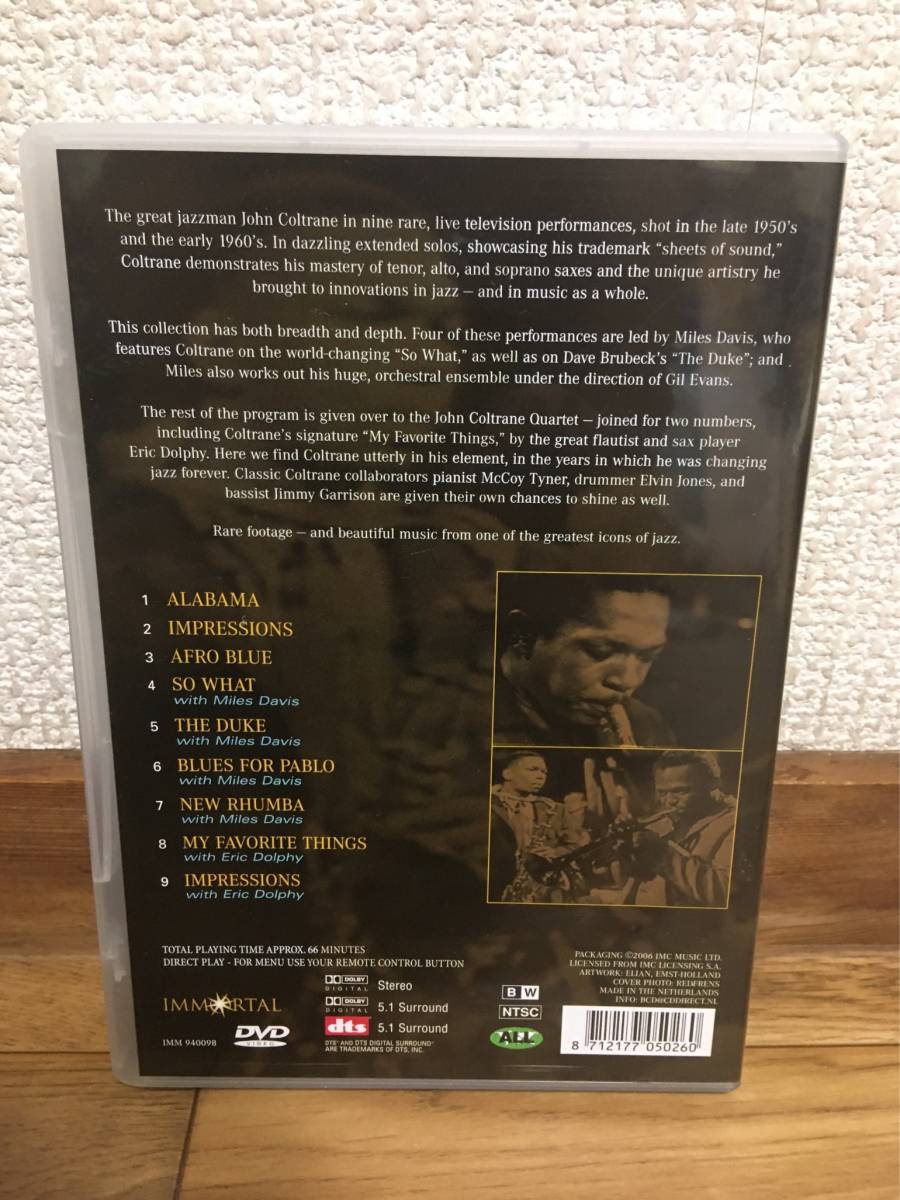 The great jazzman John Coltrane in nine rare, live television performances, shot in the late 1950's
and the early 1960's. In dazzling extended solos, showcasing his trademark “sheets of sound,”
Coltrane demonstrates his mastery of tenor, alto, and soprano saxes and the unique artistry he
brought to innovations in jazz – and in music as a whole.
This collection has both breadth and depth. Four of these performances are led by Miles Davis, who
features Coltrane on the world-changing “So What,” as well as on Dave Brubeck's “The Duke”; and
Miles also works out his huge, orchestral ensemble under the direction of Gil Evans.
The rest of the program is given over to the John Coltrane Quartet – joined for two numbers,
including Coltrane's signature “My Favorite Things,” by the great flautist and sax player
Eric Dolphy. Here we find Coltrane utterly in his element, in the years in which he was changing
jazz forever. Classic Coltrane collaborators pianist McCoy Tyner, drummer Elvin Jones, and
bassist Jimmy Garrison are given their own chances to shine as well.
Rare footage – and beautiful music from one of the greatest icons of jazz.
1 ALABAMA
2 IMPRESSIONS
3 AFRO BLUE
4 SO WHAT
with Miles Davis
5 THE DUKE
with Miles Davis
6 BLUES FOR PABLO
with Miles Davis
7 NEW RHUMBA
with Miles Davis
8 MY FAVORITE THINGS
with Eric Dolphy
9 IMPRESSIONS
with Eric Dolphy
TOTAL PLAYING TIME APPROX. 66 MINUTES
DIRECT PLAY - FOR MENU USE YOUR REMOTE CONTROL BUTTON
IMMORTAL
IMM 940098
DVD
VIDEO
DOLBY
DIGITAL
Stereo
DOLBY
DIGITAL
5.1 Surround
dts
5.1 Surround
DTS® AND DTS DIGITAL SURROUND®
ARE TRADEMARKS OF DTS, INC.
B W
NTSC
ALL
PACKAGING ©2006 IMC MUSIC LTD.
LICENSED FROM IMC LICENSING S.A.
ARTWORK: ELJAN, EMST-HOLLAND
COVER PHOTO: REDFRENS
MADE IN THE NETHERLANDS
INFO: BCD@CDDIRECT.NL
8 712177 050260